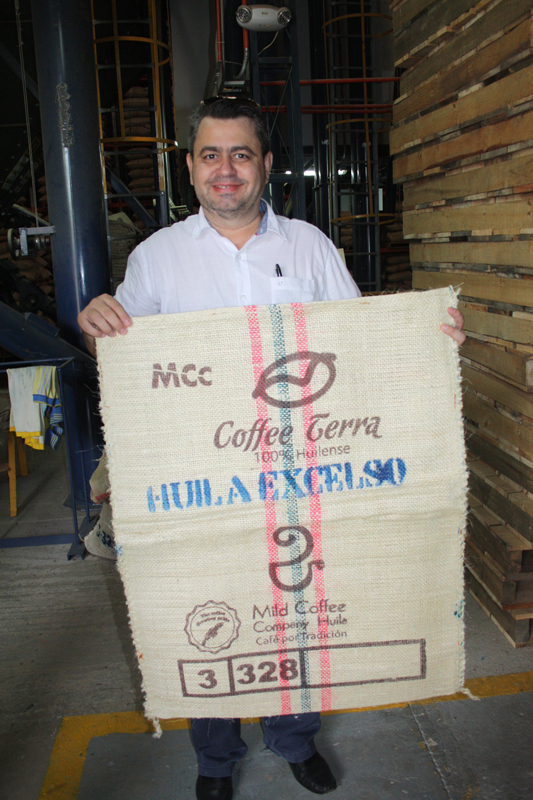 MCC
Coffee Terra
100% Huilense
HUILA EXCELSO
Mild Coffee
Company Huila
Café por Tradición
3 328